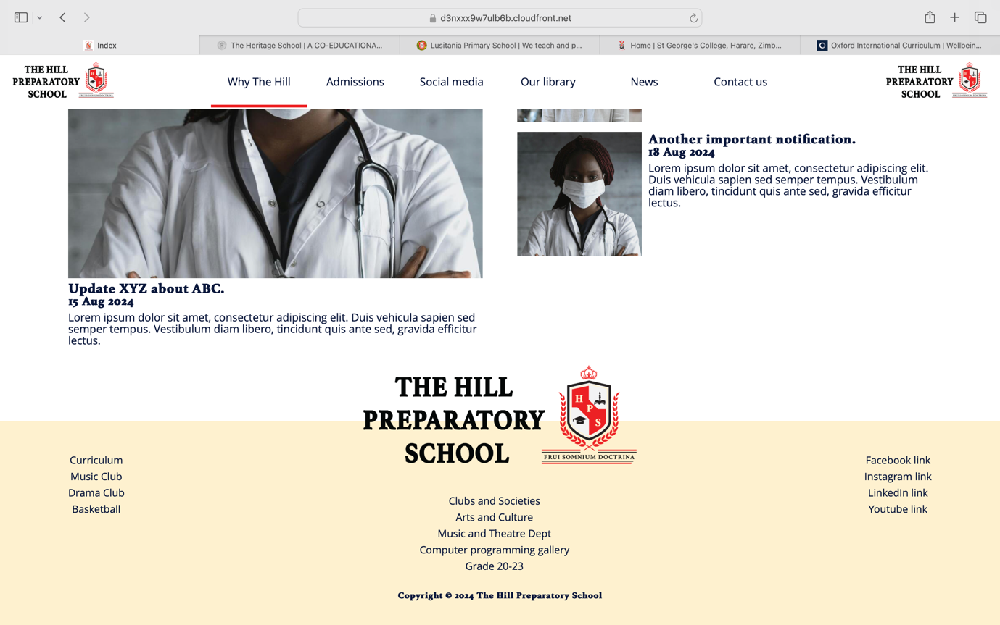 d3nxxx9w7ulb6b.cloudfront.net
Index
The Heritage School | A CO-EDUCATIONA...
Lusitania Primary School | We teach and p...
Home | St George's College, Harare, Zimb...
Oxford International Curriculum | Wellbein...
THE HILL
PREPARATORY
SCHOOL
H
P
S
FRUI SOMNIUM DOCTRINA
Why The Hill
Admissions
Social media
Our library
News
Contact us
THE HILL
PREPARATORY
SCHOOL
H
P
S
FRUI SOMNIUM DOCTRINA
Update XYZ about ABC.
15 Aug 2024
Lorem ipsum dolor sit amet, consectetur adipiscing elit. Duis vehicula sapien sed
semper tempus. Vestibulum diam libero, tincidunt quis ante sed, gravida efficitur
lectus.
Another important notification.
18 Aug 2024
Lorem ipsum dolor sit amet, consectetur adipiscing elit.
Duis vehicula sapien sed semper tempus. Vestibulum
diam libero, tincidunt quis ante sed, gravida efficitur
lectus.
THE HILL
PREPARATORY
SCHOOL
H
P
S
FRUI SOMNIUM DOCTRINA
Curriculum
Music Club
Drama Club
Basketball
Clubs and Societies
Arts and Culture
Music and Theatre Dept
Computer programming gallery
Grade 20-23
Facebook link
Instagram link
LinkedIn link
Youtube link
Copyright © 2024 The Hill Preparatory School